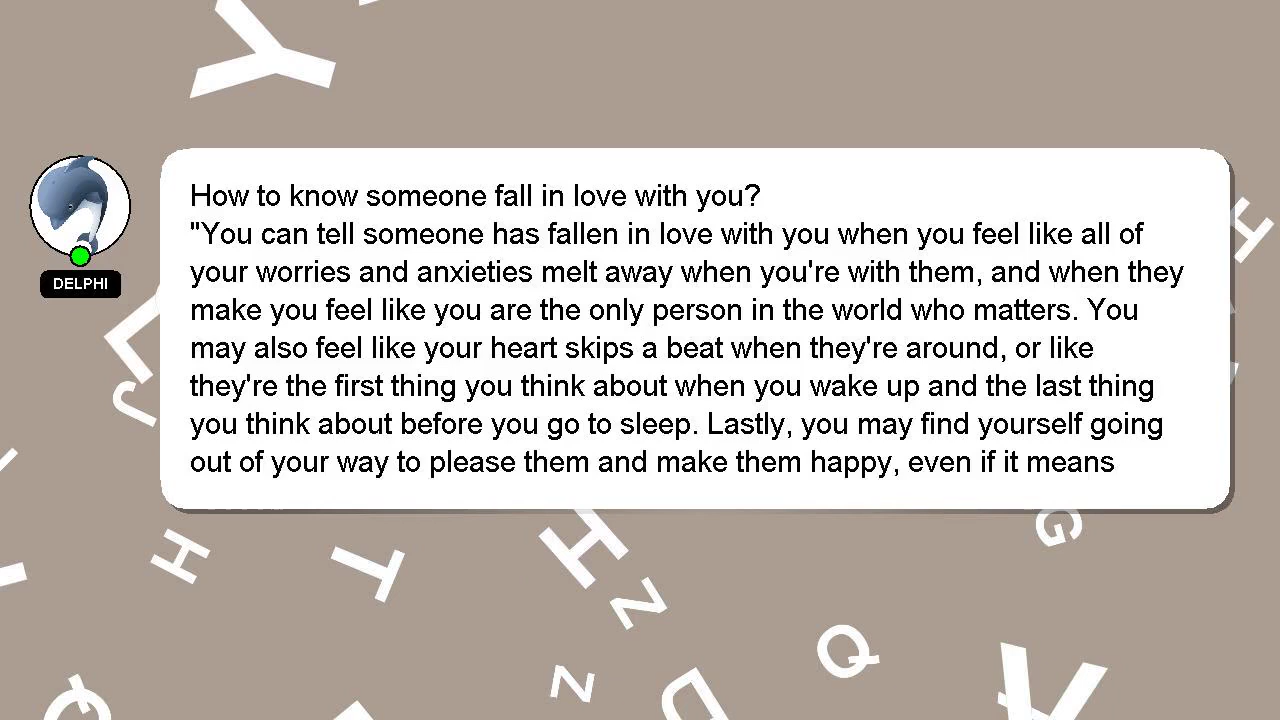 Y
How to know someone fall in love with you?
"You can tell someone has fallen in love with you when you feel like all of
your worries and anxieties melt away when you're with them, and when they
make you feel like you are the only person in the world who matters. You
may also feel like your heart skips a beat when they're around, or like
they're the first thing you think about when you wake up and the last thing
you think about before you go to sleep. Lastly, you may find yourself going
out of your way to please them and make them happy, even if it means
DELPHI
H
L
J
G
H
T
H
Z
Q
Z